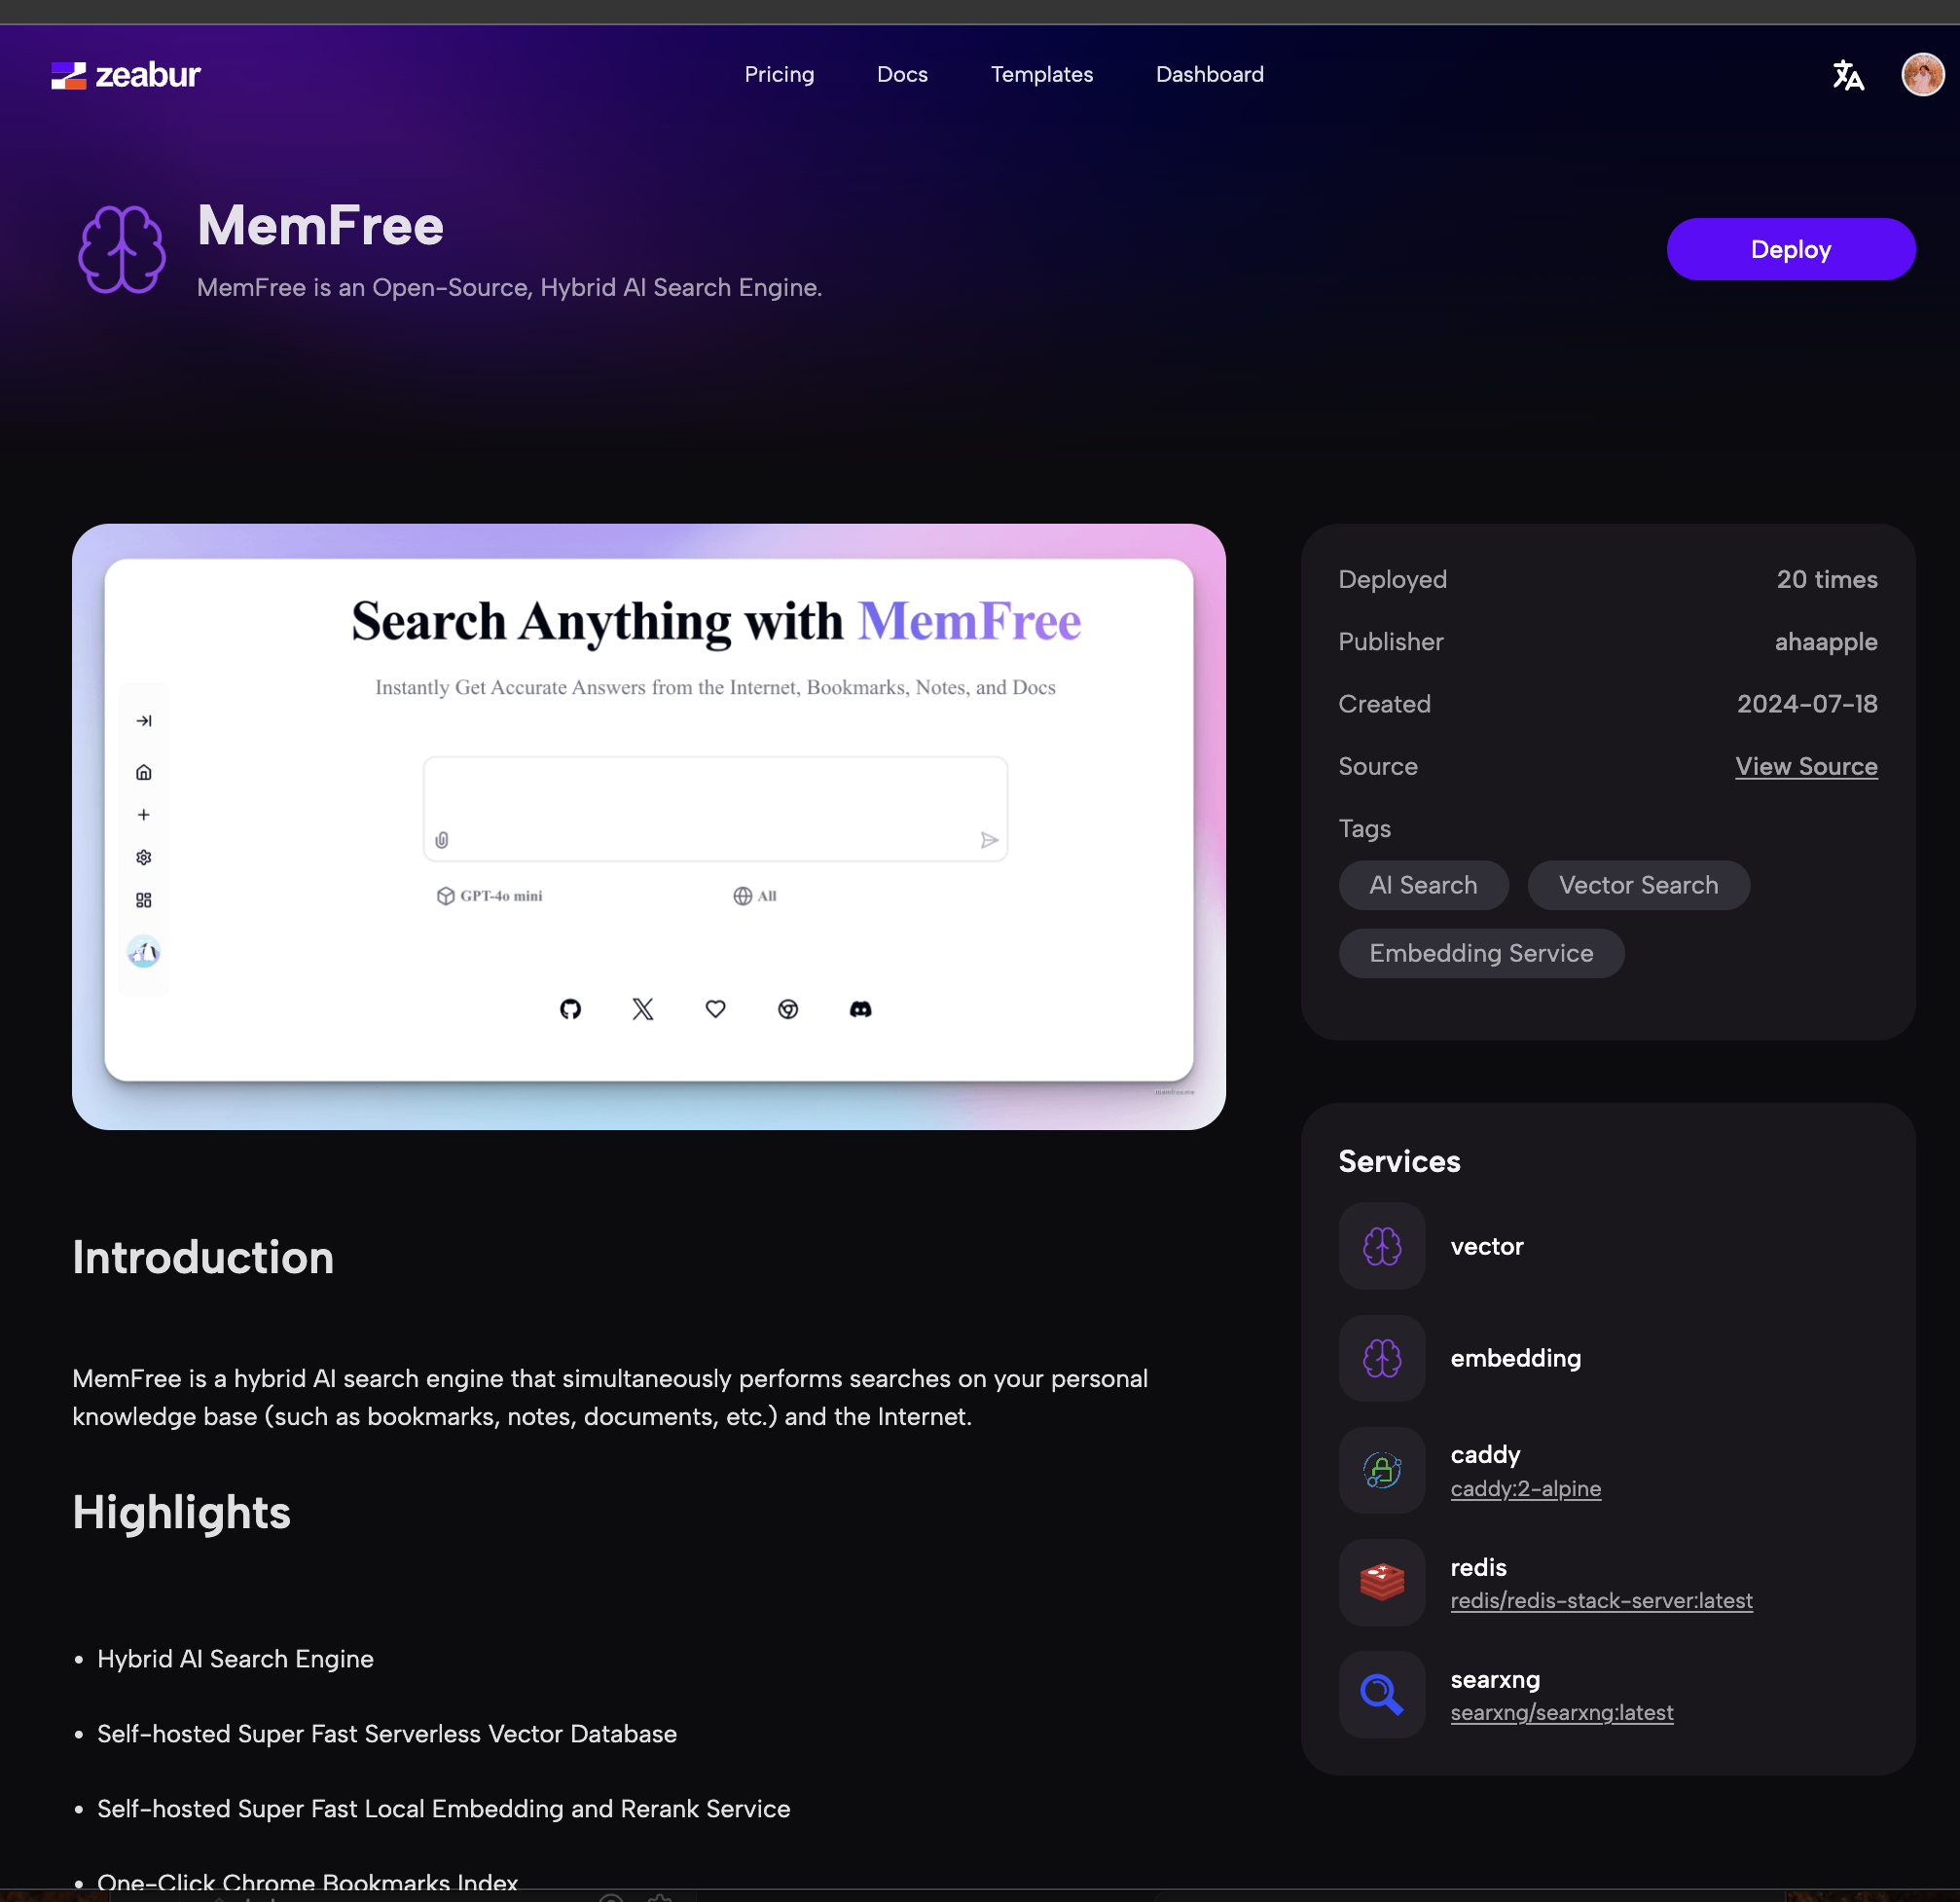 zeabur
Pricing
Docs
Templates
Dashboard
MemFree
MemFree is an Open-Source, Hybrid AI Search Engine.
Deploy
Search Anything with MemFree
Instantly Get Accurate Answers from the Internet, Bookmarks, Notes, and Docs
GPT-4o mini
All
Introduction
MemFree is a hybrid AI search engine that simultaneously performs searches on your personal
knowledge base (such as bookmarks, notes, documents, etc.) and the Internet.
Highlights
• Hybrid AI Search Engine
• Self-hosted Super Fast Serverless Vector Database
• Self-hosted Super Fast Local Embedding and Rerank Service
• One-Click Chrome Bookmarks Index
Deployed 20 times
Publisher ahaapple
Created 2024-07-18
Source View Source
Tags
AI Search
Vector Search
Embedding Service
Services
vector
embedding
caddy
caddy:2-alpine
redis
redis/redis-stack-server:latest
searxng
searxng/searxng:latest